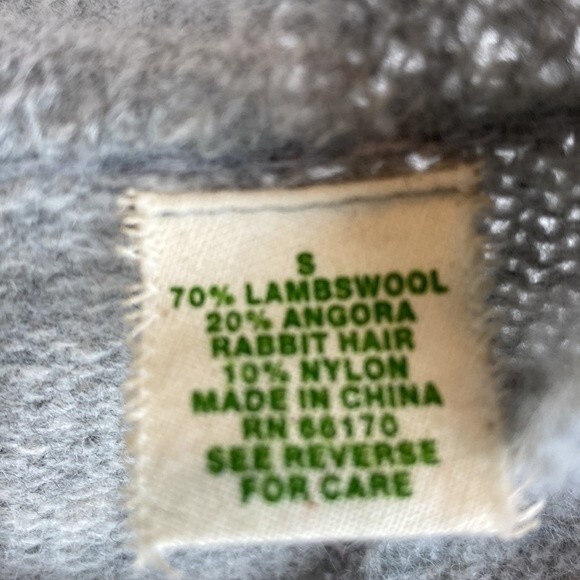 S
70% LAMBSWOOL
20% ANGORA
RABBIT HAIR
10% NYLON
MADE IN CHINA
RN 66170
SEE REVERSE
FOR CARE